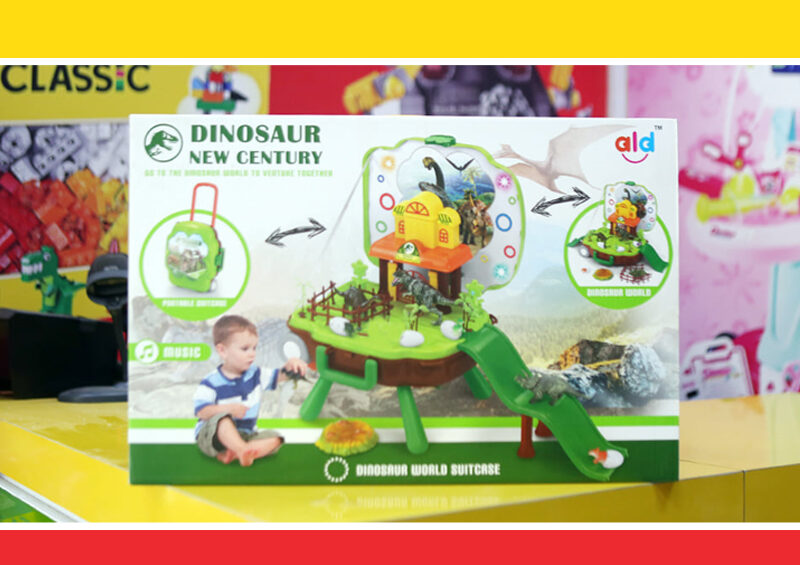 CLASSIC
DINOSAUR
NEW CENTURY
GO TO THE DINOSAUR WORLD TO VENTURE TOGETHER
ald™
PORTABLE SUITCASE
DINOSAUR WORLD
MUSIC
DINOSAUR WORLD SUITCASE